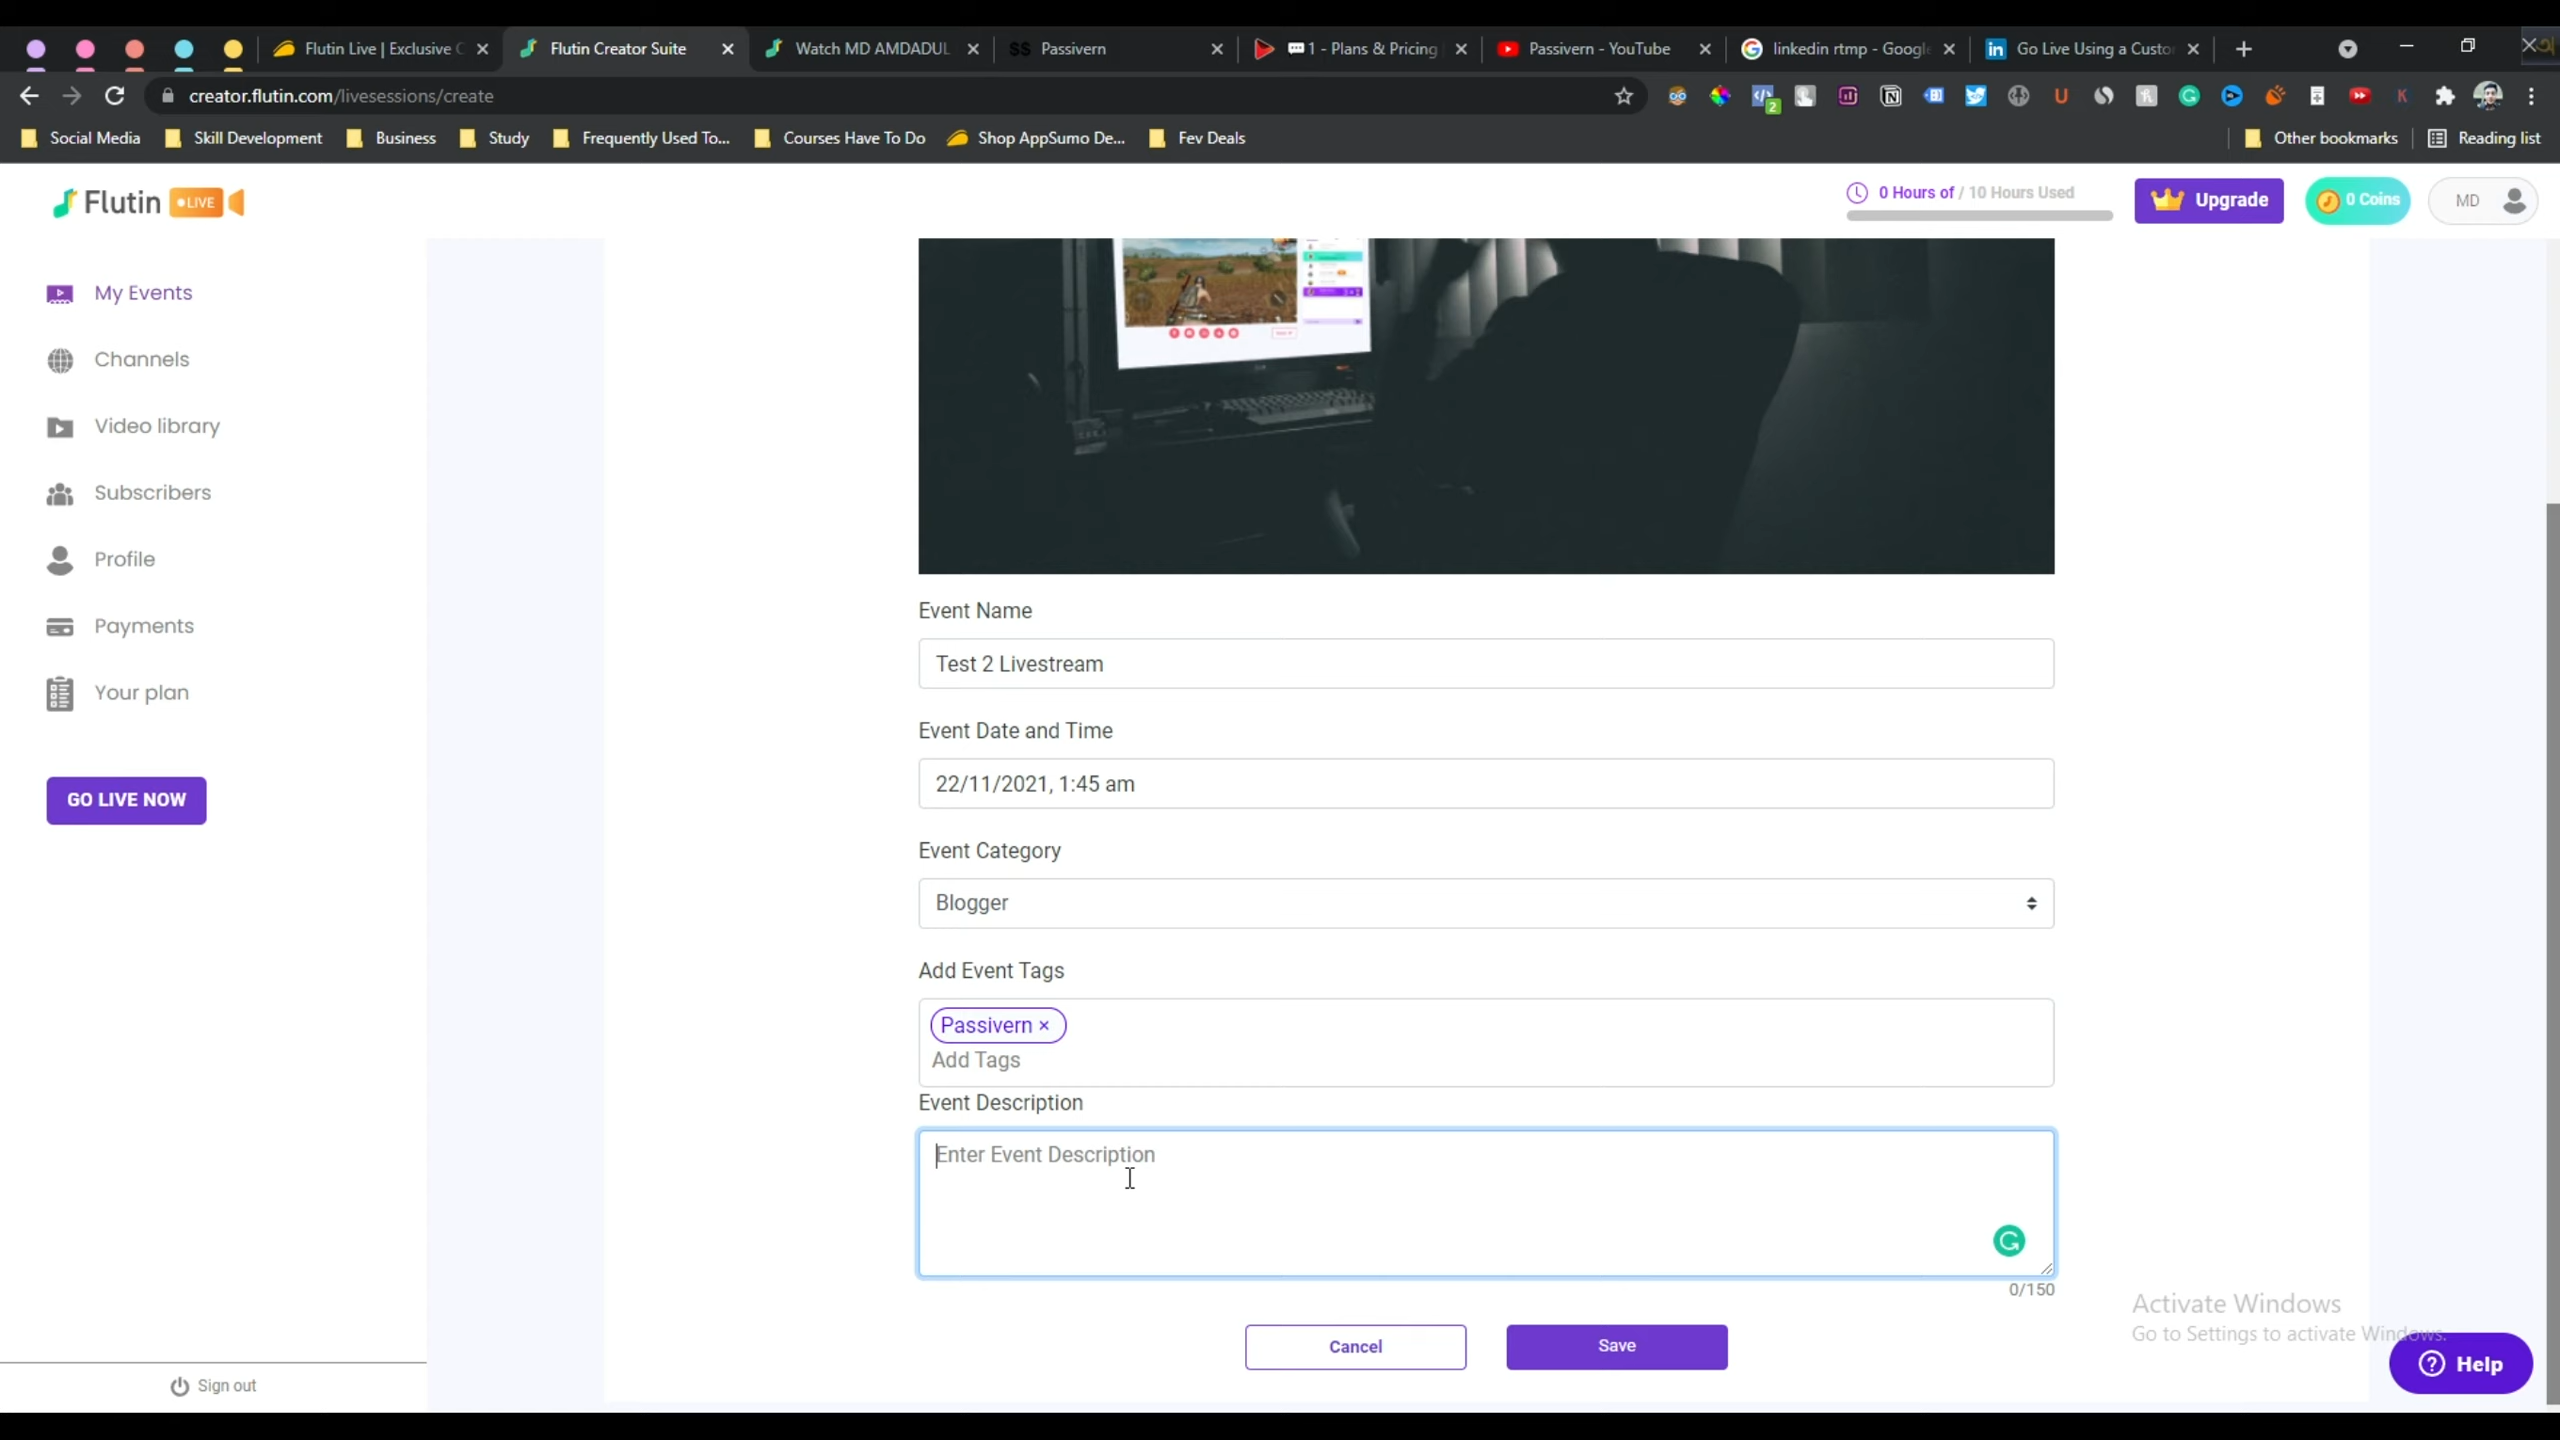 Flutin Live | Exclusive C
Flutin Creator Suite
Watch MD AMDADUL
Passivern
1 - Plans & Pricing
Passivern - YouTube
linkedin rtmp - Google
Go Live Using a Custo
creator.flutin.com/livesessions/create
2
Social Media
Skill Development
Business
Study
Frequently Used To...
Courses Have To Do
Shop AppSumo De...
Fev Deals
Other bookmarks
Reading list
Flutin LIVE
0 Hours of / 10 Hours Used
Upgrade
0 Coins
MD
My Events
Channels
Video library
Subscribers
Profile
Payments
Your plan
GO LIVE NOW
Sign out
Event Name
Test 2 Livestream
Event Date and Time
22/11/2021, 1:45 am
Event Category
Blogger
Add Event Tags
Passivern ×
Add Tags
Event Description
Enter Event Description
0/150
Cancel
Save
Activate Windows
Go to Settings to activate Windows.
Help